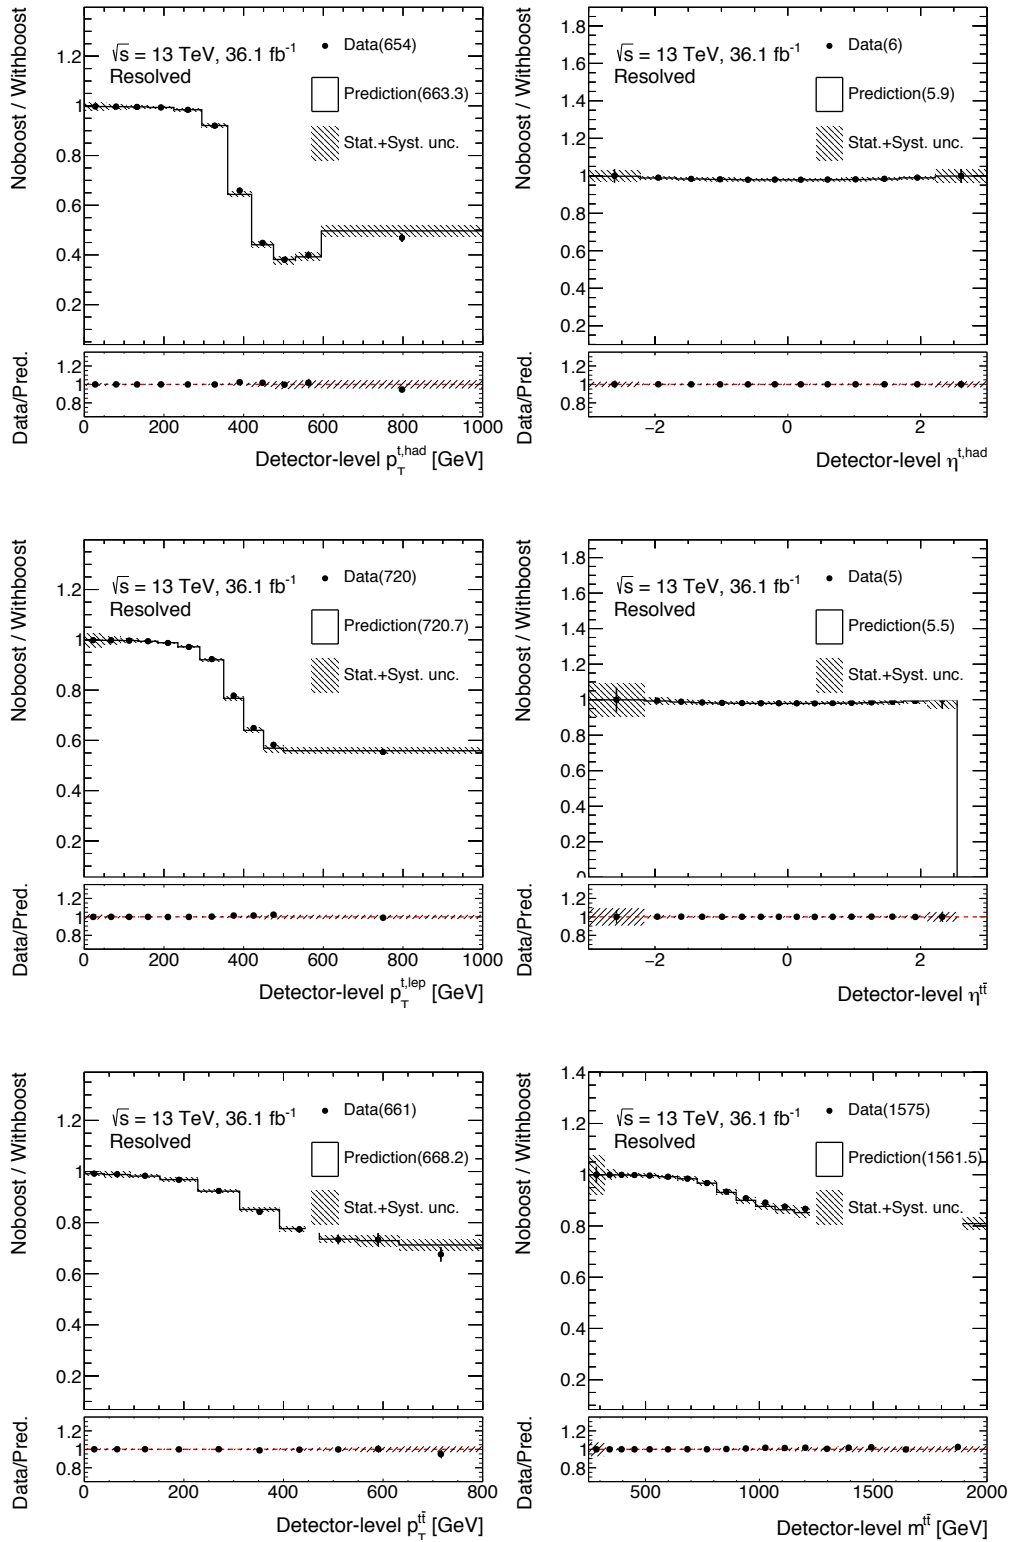 Noboost / Withboost
√s = 13 TeV, 36.1 fb⁻¹
Resolved
Data(654)
Prediction(663.3)
Stat.+Syst. unc.
1.2
1
0.8
0.6
0.4
0.2
Data/Pred.
1.2
1
0.8
0 200 400 600 800 1000
Detector-level p_T^{t,had} [GeV]
Noboost / Withboost
√s = 13 TeV, 36.1 fb⁻¹
Resolved
Data(6)
Prediction(5.9)
Stat.+Syst. unc.
1.8
1.6
1.4
1.2
1
0.8
0.6
0.4
0.2
Data/Pred.
1.2
1
0.8
−2 0 2
Detector-level η^{t,had}
Noboost / Withboost
√s = 13 TeV, 36.1 fb⁻¹
Resolved
Data(720)
Prediction(720.7)
Stat.+Syst. unc.
1.2
1
0.8
0.6
0.4
0.2
Data/Pred.
1.2
1
0.8
0 200 400 600 800 1000
Detector-level p_T^{t,lep} [GeV]
Noboost / Withboost
√s = 13 TeV, 36.1 fb⁻¹
Resolved
Data(5)
Prediction(5.5)
Stat.+Syst. unc.
1.8
1.6
1.4
1.2
1
0.8
0.6
0.4
0.2
0
Data/Pred.
1.2
1
0.8
−2 0 2
Detector-level η^{tt̄}
Noboost / Withboost
√s = 13 TeV, 36.1 fb⁻¹
Resolved
Data(661)
Prediction(668.2)
Stat.+Syst. unc.
1.2
1
0.8
0.6
0.4
0.2
Data/Pred.
1.2
1
0.8
0 200 400 600 800
Detector-level p_T^{tt̄} [GeV]
Noboost / Withboost
√s = 13 TeV, 36.1 fb⁻¹
Resolved
Data(1575)
Prediction(1561.5)
Stat.+Syst. unc.
1.4
1.2
1
0.8
0.6
0.4
0.2
Data/Pred.
1.2
1
0.8
500 1000 1500 2000
Detector-level m^{tt̄} [GeV]